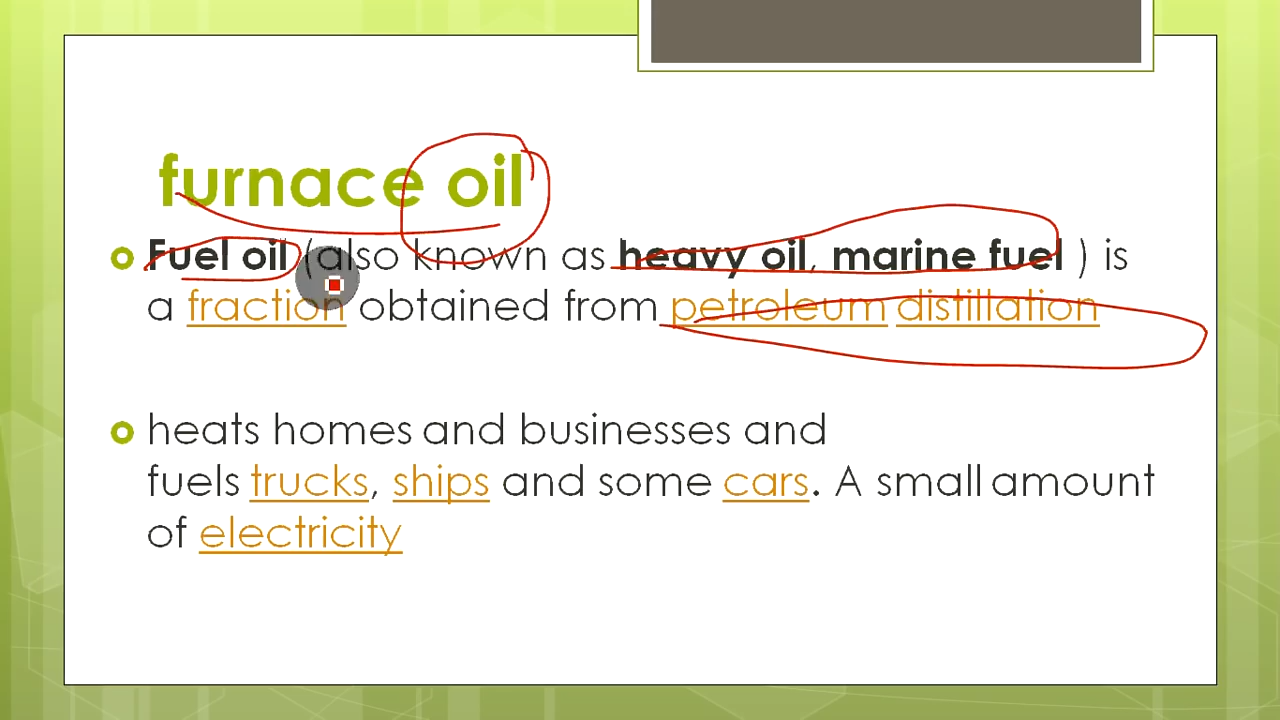 furnace oil
Fuel oil (also known as heavy oil, marine fuel ) is
a fraction obtained from petroleum distillation
heats homes and businesses and
fuels trucks, ships and some cars. A small amount
of electricity